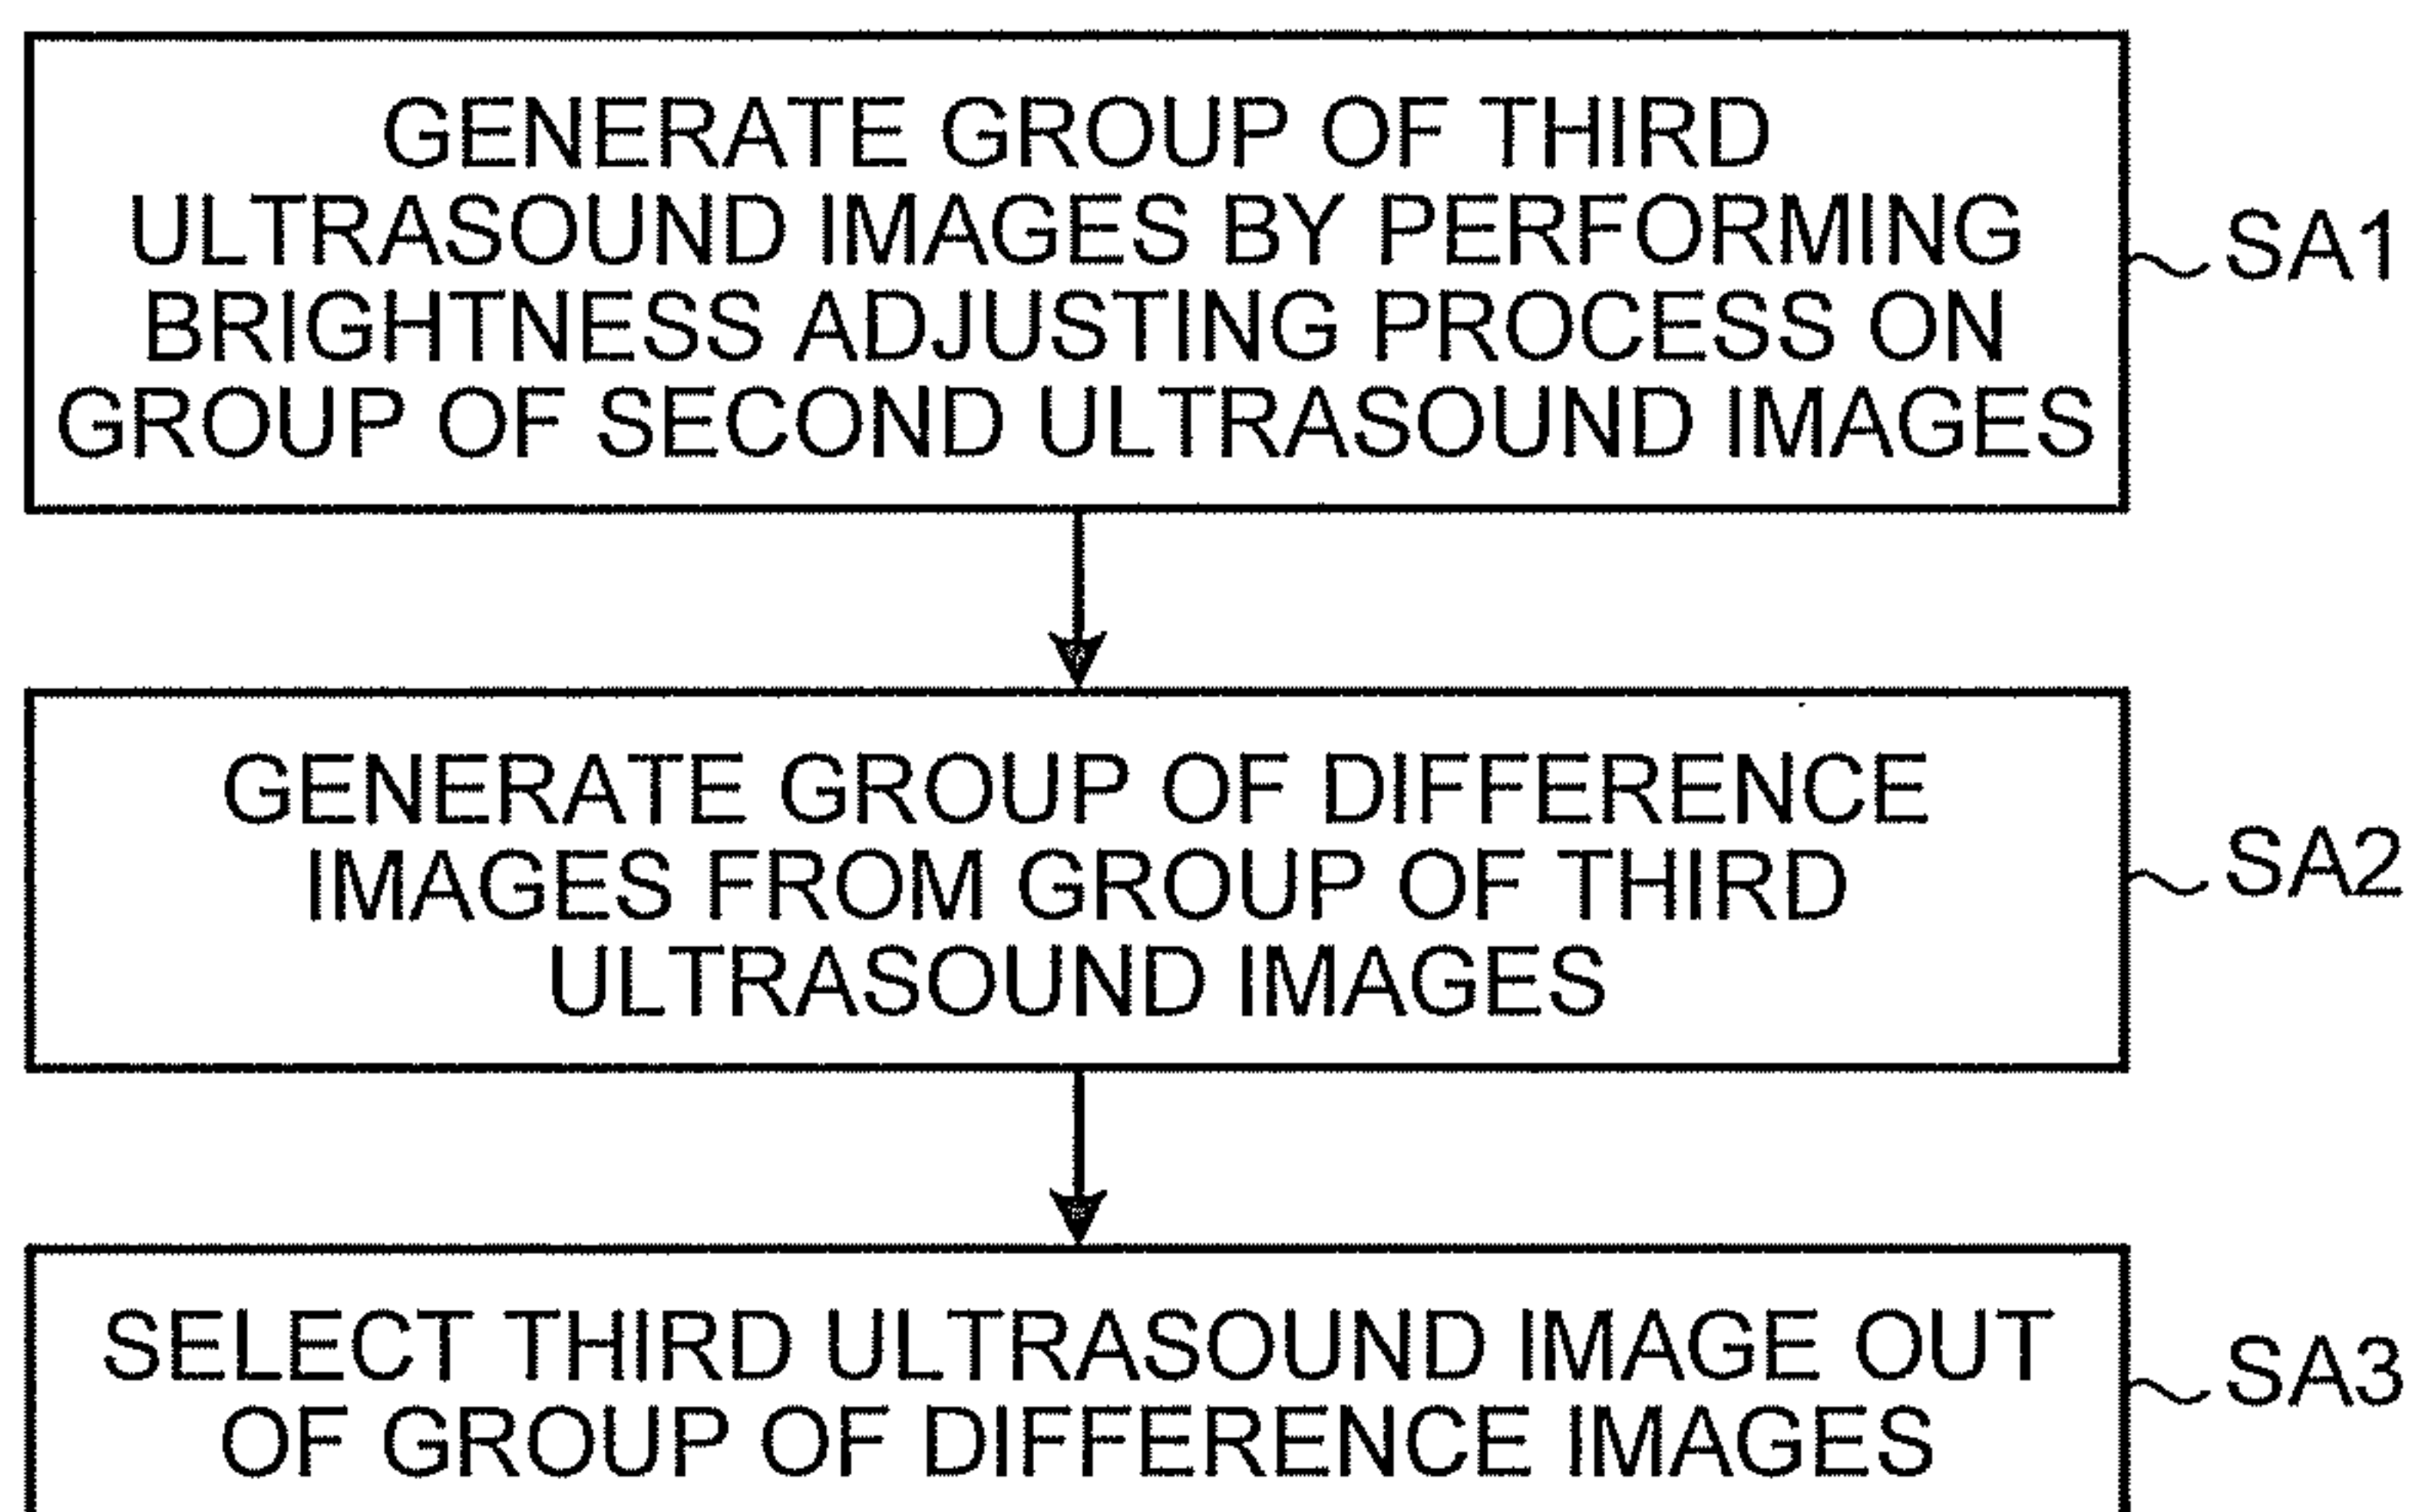 GENERATE GROUP OF THIRD
ULTRASOUND IMAGES BY PERFORMING
BRIGHTNESS ADJUSTING PROCESS ON
GROUP OF SECOND ULTRASOUND IMAGES
SA1
GENERATE GROUP OF DIFFERENCE
IMAGES FROM GROUP OF THIRD
ULTRASOUND IMAGES
SA2
SELECT THIRD ULTRASOUND IMAGE OUT
OF GROUP OF DIFFERENCE IMAGES
SA3